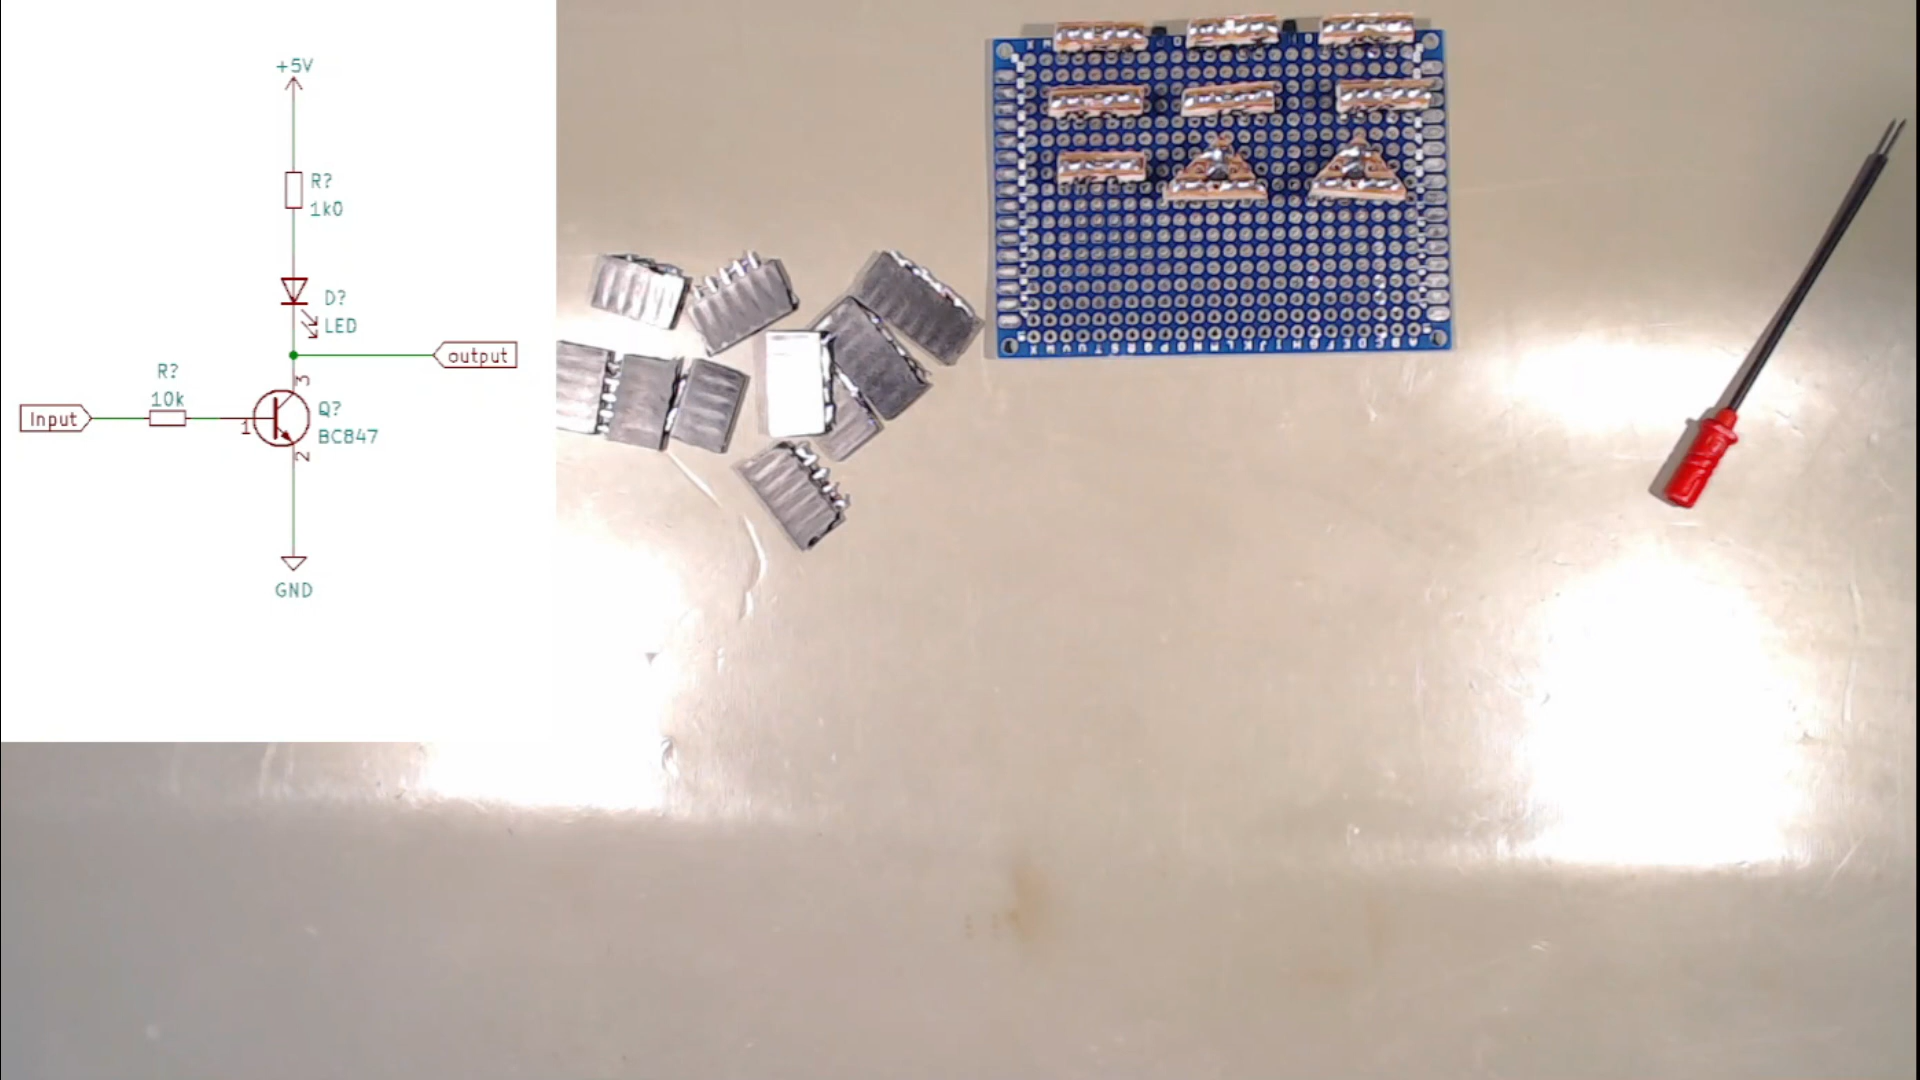 +5V
R?
1k0
D?
LED
output
R?
10k
Input
3
1
Q?
BC847
2
GND